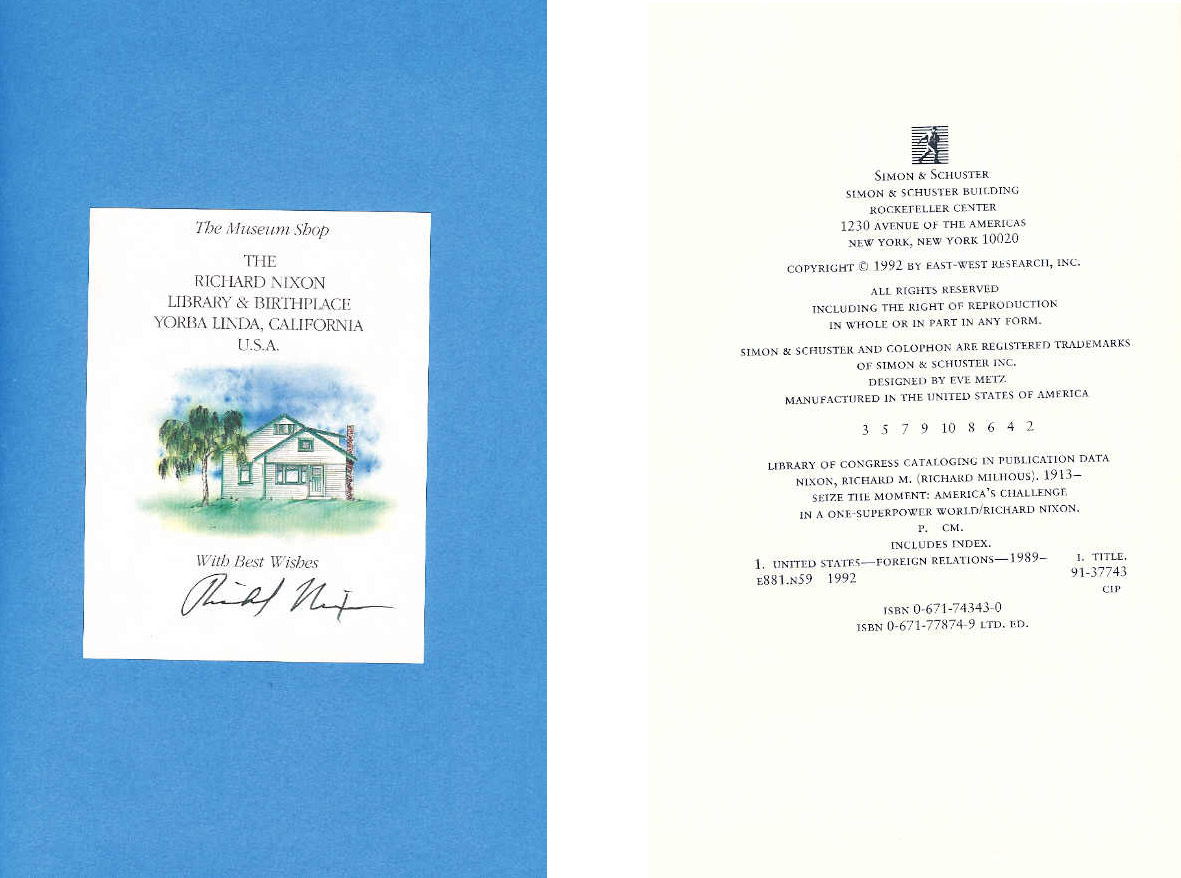 The Museum Shop
THE
RICHARD NIXON
LIBRARY & BIRTHPLACE
YORBA LINDA, CALIFORNIA
U.S.A.
With Best Wishes
Richard Nixon
SIMON & SCHUSTER
SIMON & SCHUSTER BUILDING
ROCKEFELLER CENTER
1230 AVENUE OF THE AMERICAS
NEW YORK, NEW YORK 10020
COPYRIGHT © 1992 BY EAST-WEST RESEARCH, INC.
ALL RIGHTS RESERVED
INCLUDING THE RIGHT OF REPRODUCTION
IN WHOLE OR IN PART IN ANY FORM.
SIMON & SCHUSTER AND COLOPHON ARE REGISTERED TRADEMARKS
OF SIMON & SCHUSTER INC.
DESIGNED BY EVE METZ
MANUFACTURED IN THE UNITED STATES OF AMERICA
3 5 7 9 10 8 6 4 2
LIBRARY OF CONGRESS CATALOGING IN PUBLICATION DATA
NIXON, RICHARD M. (RICHARD MILHOUS). 1913–
SEIZE THE MOMENT: AMERICA'S CHALLENGE
IN A ONE-SUPERPOWER WORLD/RICHARD NIXON.
P. CM.
INCLUDES INDEX.
1. UNITED STATES—FOREIGN RELATIONS—1989– I. TITLE.
E881.N59 1992 91-37743
CIP
ISBN 0-671-74343-0
ISBN 0-671-77874-9 LTD. ED.